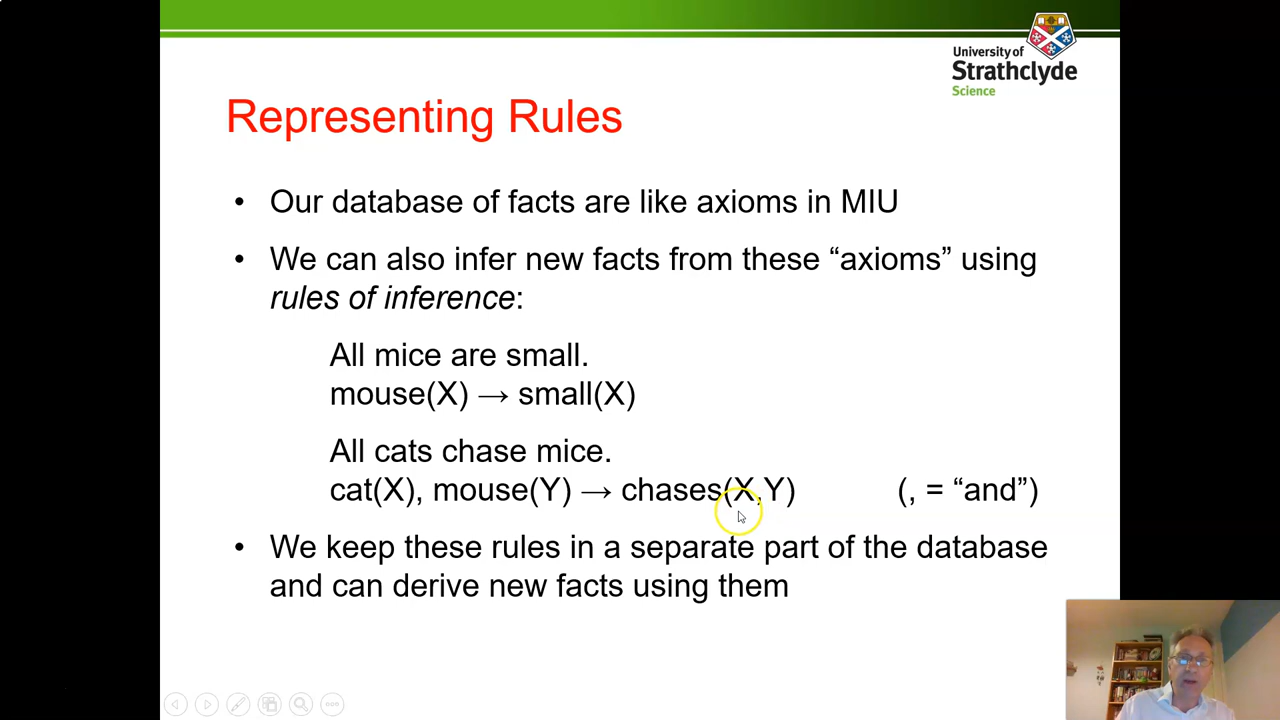 University of
Strathclyde
Science
Representing Rules
• Our database of facts are like axioms in MIU
• We can also infer new facts from these “axioms” using
rules of inference:
All mice are small.
mouse(X) → small(X)
All cats chase mice.
cat(X), mouse(Y) → chases(X,Y) (, = “and”)
• We keep these rules in a separate part of the database
and can derive new facts using them